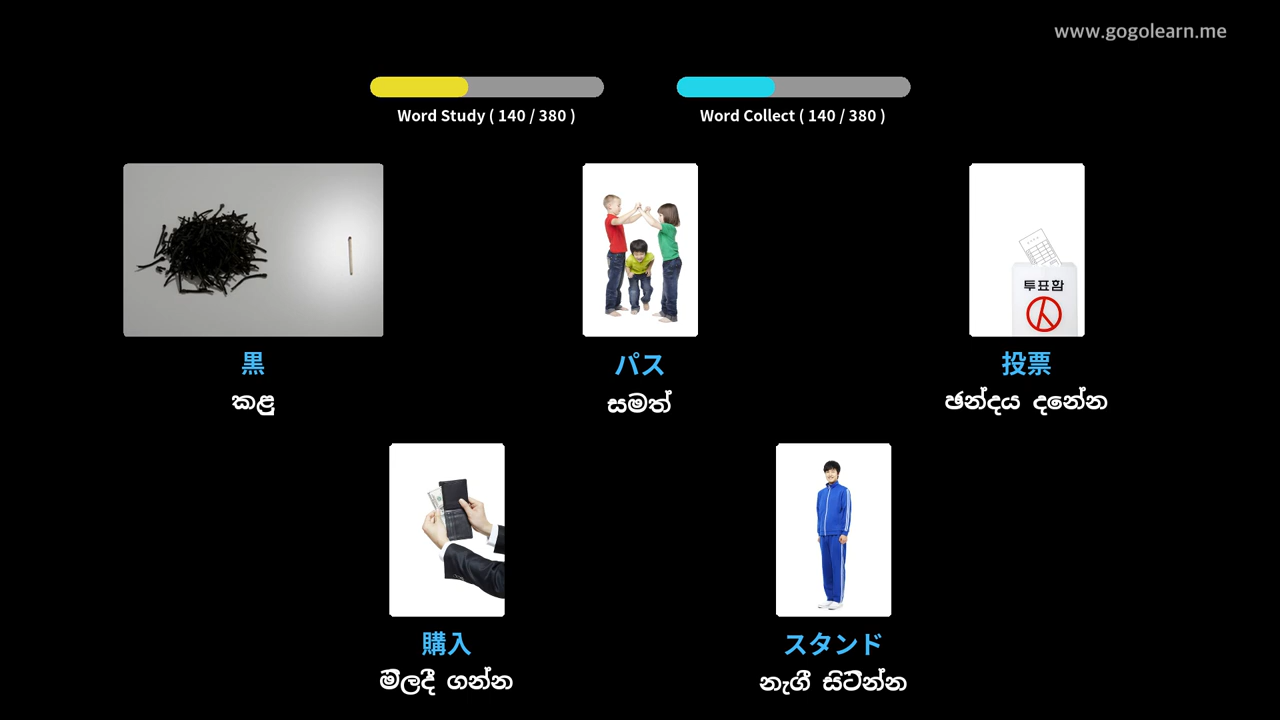 www.gogolearn.me
Word Study ( 140 / 380 )
Word Collect ( 140 / 380 )
투표함
黒
කළු
パス
සමත්
投票
ඡන්දය දනේන
購入
මිලදී ගන්න
スタンド
නැගී සිටින්න